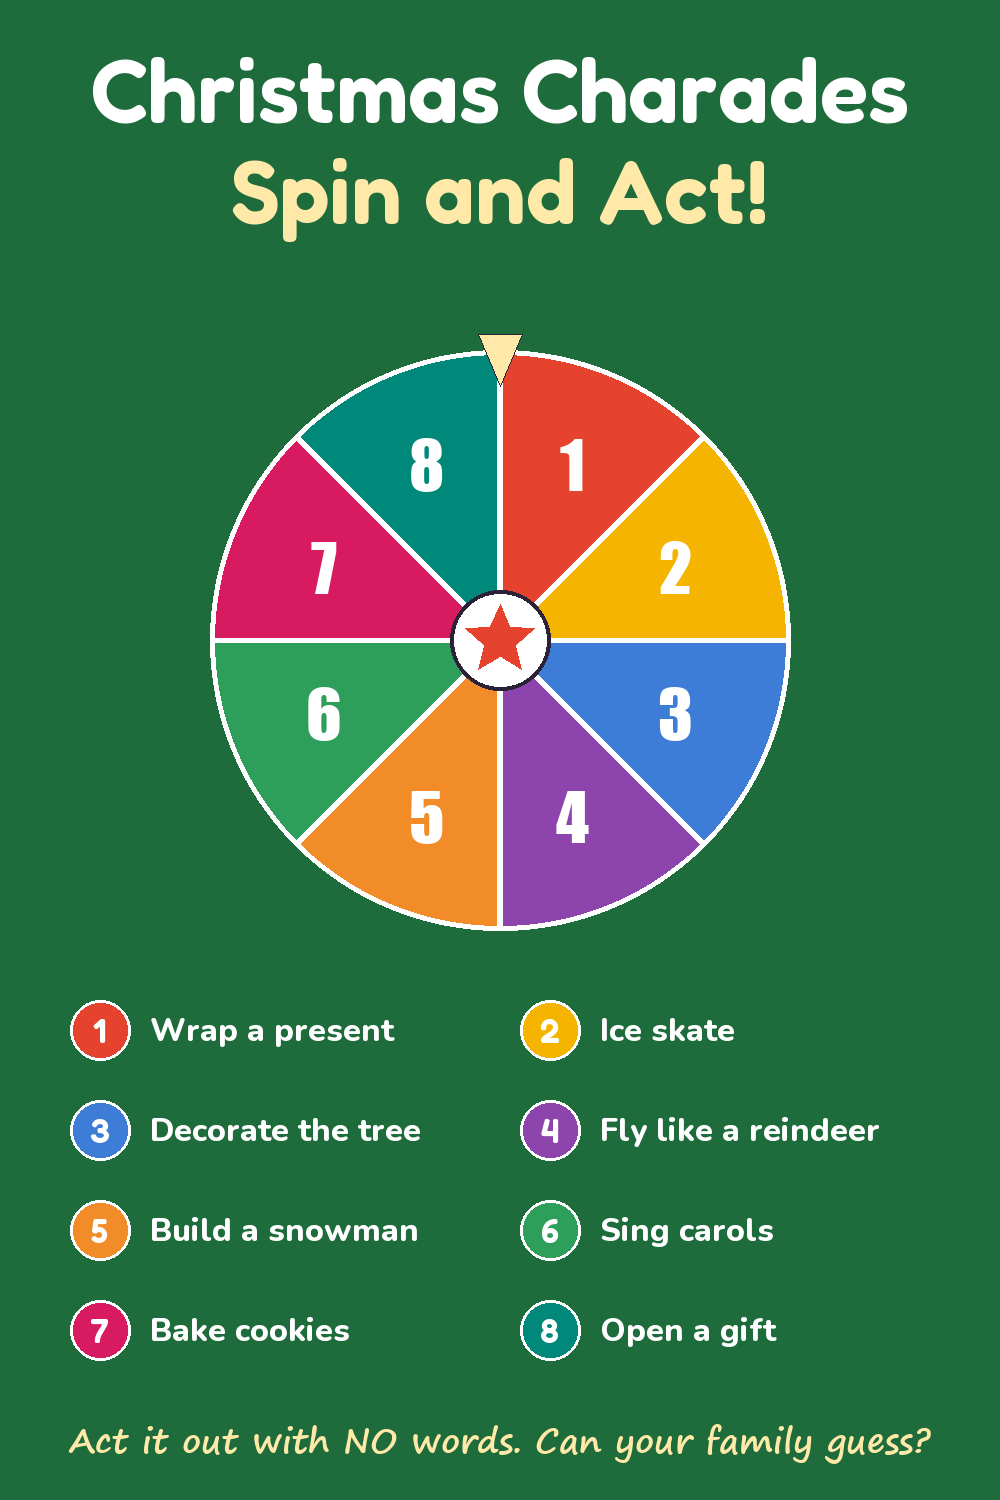 Christmas Charades
Spin and Act!
8 1
7 2
6 3
5 4
1 Wrap a present
2 Ice skate
3 Decorate the tree
4 Fly like a reindeer
5 Build a snowman
6 Sing carols
7 Bake cookies
8 Open a gift
Act it out with NO words. Can your family guess?